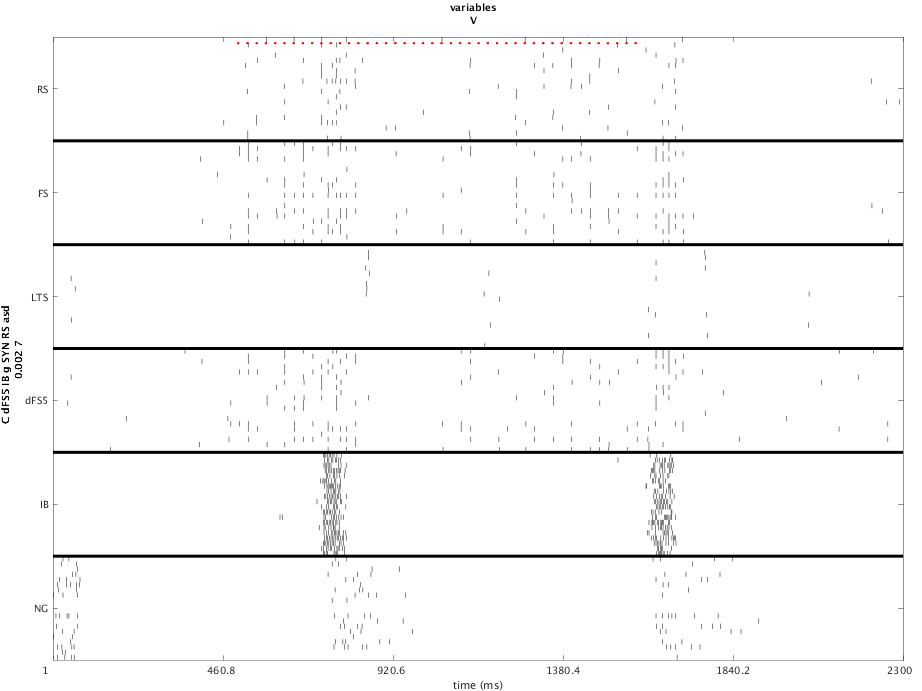 variables
V
RS
FS
LTS
dFS5
IB
NG
C dFS5 IB g SYN RS asd
0.002 7
1
460.8
920.6
1380.4
1840.2
2300
time (ms)